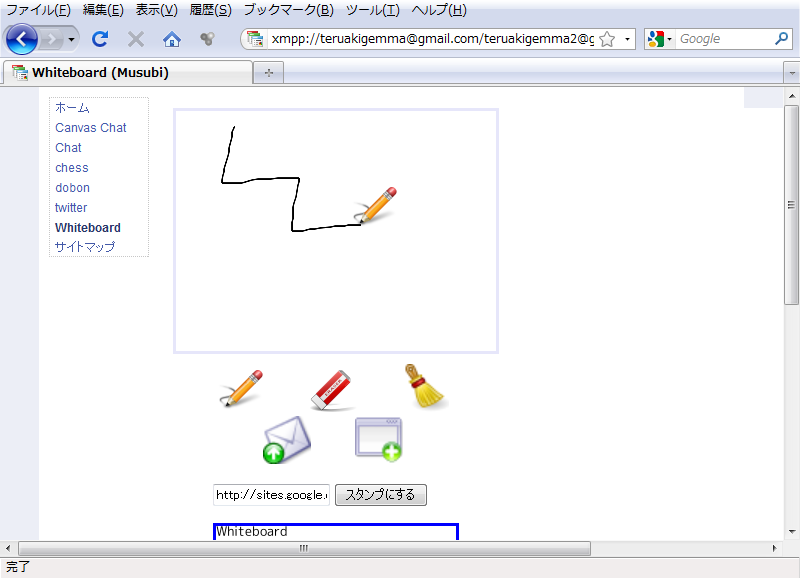 ファイル(F) 編集(E) 表示(V) 履歴(S) ブックマーク(B) ツール(T) ヘルプ(H)
xmpp://teruakigemma@gmail.com/teruakigemma2@g
Google
Whiteboard (Musubi)
ホーム
Canvas Chat
Chat
chess
dobon
twitter
Whiteboard
サイトマップ
http://sites.google.
スタンプにする
Whiteboard
完了